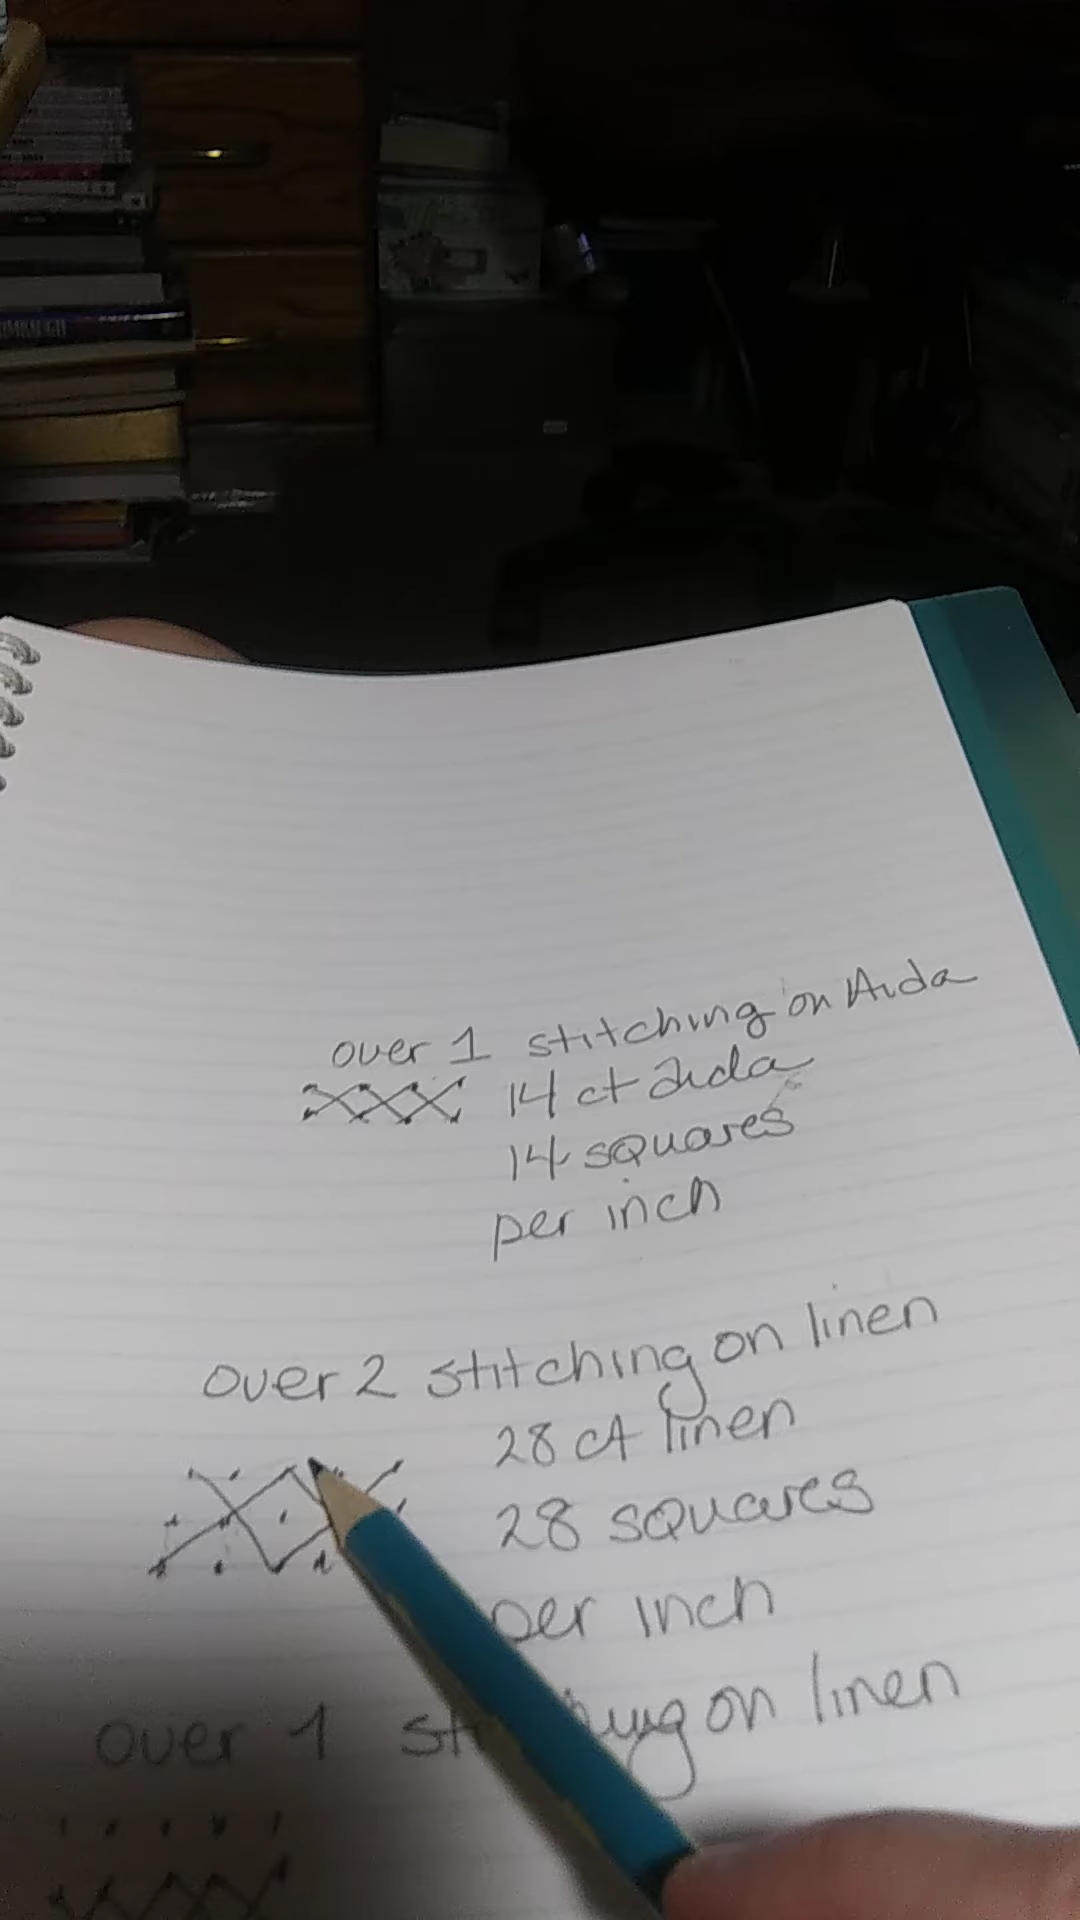 over 1 stitching on Aida
14 ct Aida
14 squares
per inch
over 2 stitching on linen
28 ct linen
28 squares
per inch
over 1 on linen